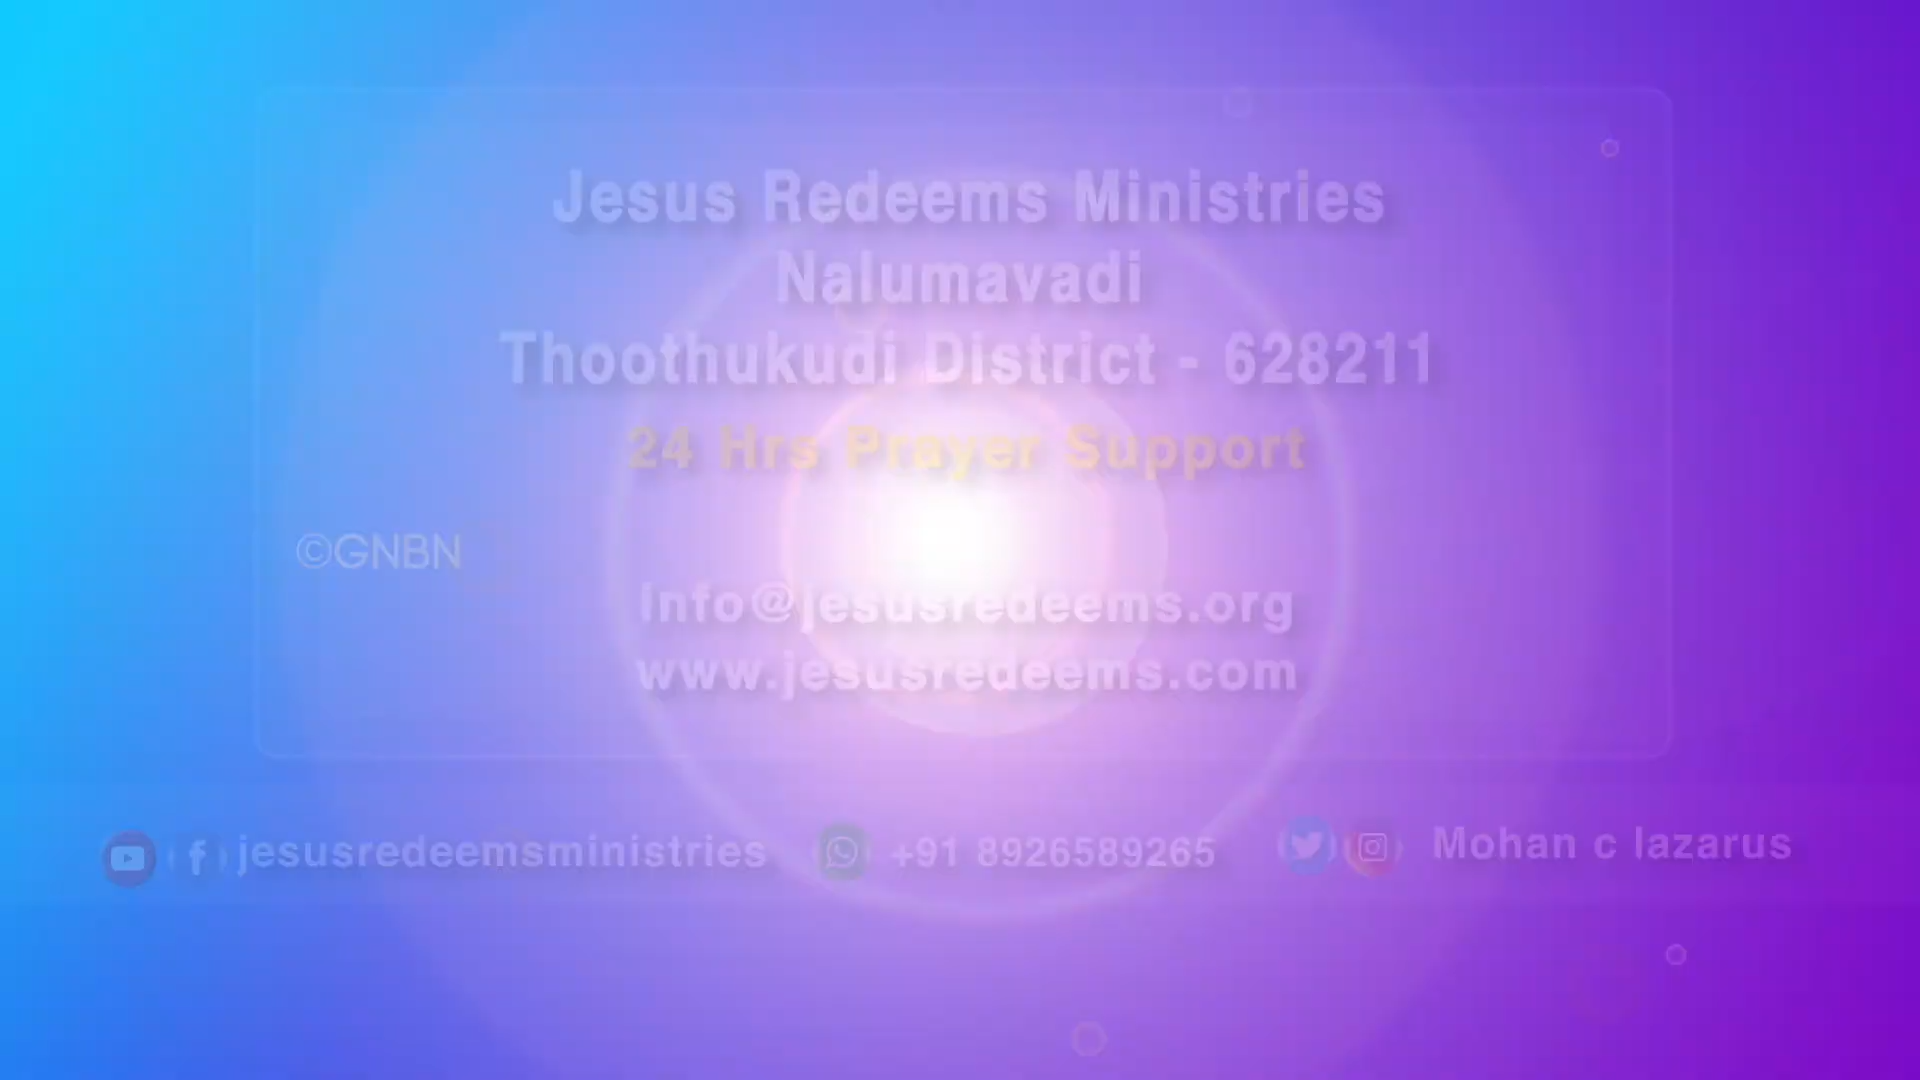 Jesus Redeems Ministries
Nalumavadi
Thoothukudi District - 628211
24 Hrs Prayer Support
©GNBN
Info@jesusredeems.org
www.jesusredeems.com
jesusredeemsministries +91 8926589265 Mohan c lazarus